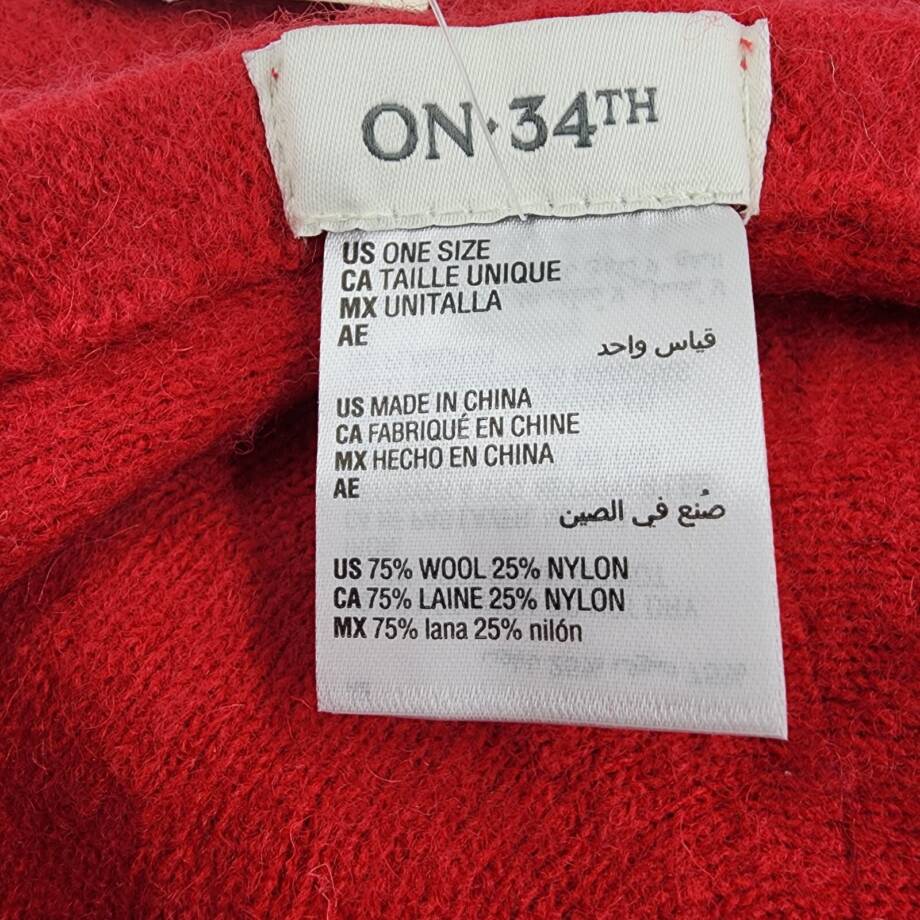 ON·34TH
US ONE SIZE
CA TAILLE UNIQUE
MX UNITALLA
AE
قياس واحد
US MADE IN CHINA
CA FABRIQUÉ EN CHINE
MX HECHO EN CHINA
AE
صُنع في الصين
US 75% WOOL 25% NYLON
CA 75% LAINE 25% NYLON
MX 75% lana 25% nilón